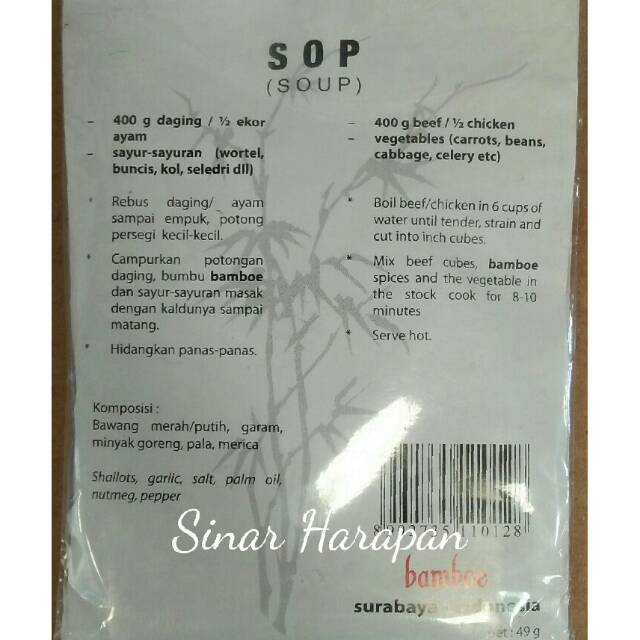 SOP
(SOUP)
– 400 g daging / ½ ekor
ayam
– sayur-sayuran (wortel,
buncis, kol, seledri dll)
* Rebus daging/ ayam
sampai empuk, potong
persegi kecil-kecil.
* Campurkan potongan
daging, bumbu bamboe
dan sayur-sayuran masak
dengan kaldunya sampai
matang.
* Hidangkan panas-panas.
– 400 g beef / ½ chicken
– vegetables (carrots, beans,
cabbage, celery etc)
* Boil beef/chicken in 6 cups of
water until tender, strain and
cut into inch cubes.
* Mix beef cubes, bamboe
spices and the vegetable in
the stock cook for 8-10
minutes
* Serve hot.
Komposisi :
Bawang merah/putih, garam,
minyak goreng, pala, merica
Shallots, garlic, salt, palm oil,
nutmeg, pepper
110128
Sinar Harapan
bamboe
surabaya
: 49 g